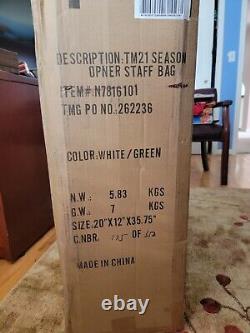 DESCRIPTION:TM21 SEASON
OPNER STAFF BAG
ITEM# N7816101
TMG PO NO.:262236
COLOR:WHITE/GREEN
N.W.: 5.83 KGS
G.W.: 7 KGS
SIZE:20"X12"X35.75"
C.NBR. OF
MADE IN CHINA